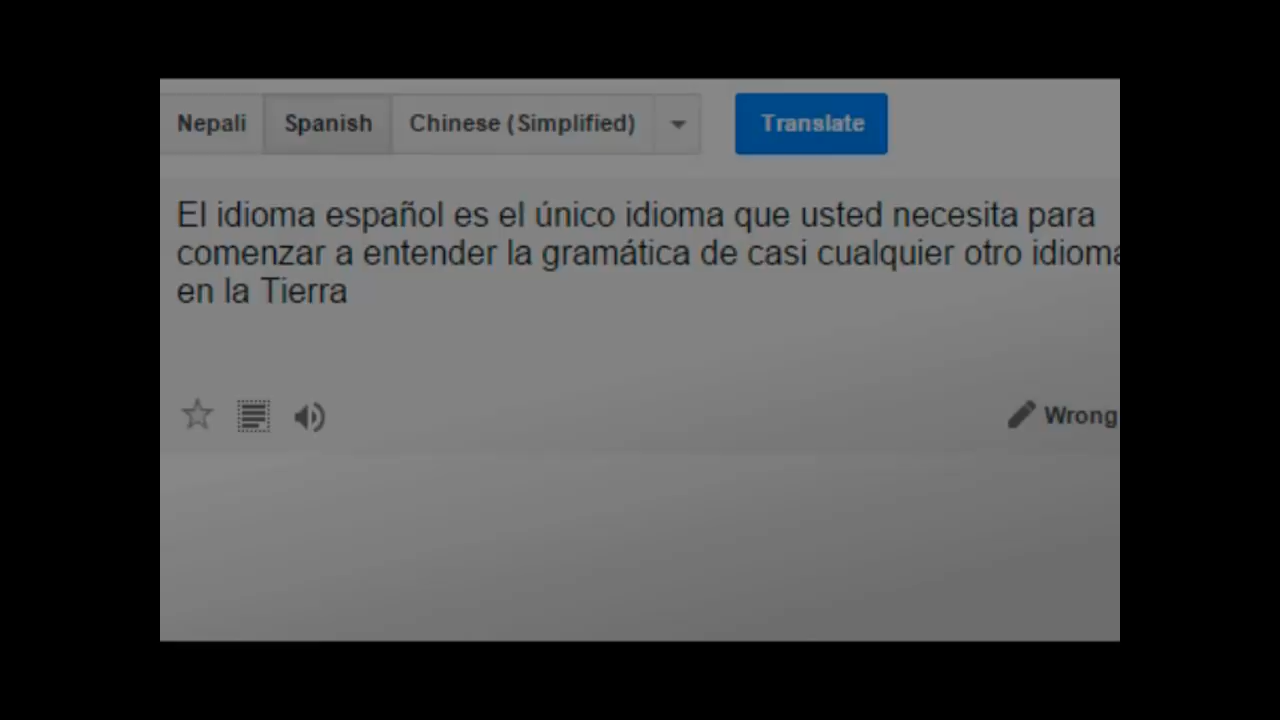 Nepali Spanish Chinese (Simplified) Translate
El idioma español es el único idioma que usted necesita para
comenzar a entender la gramática de casi cualquier otro idioma
en la Tierra
Wrong